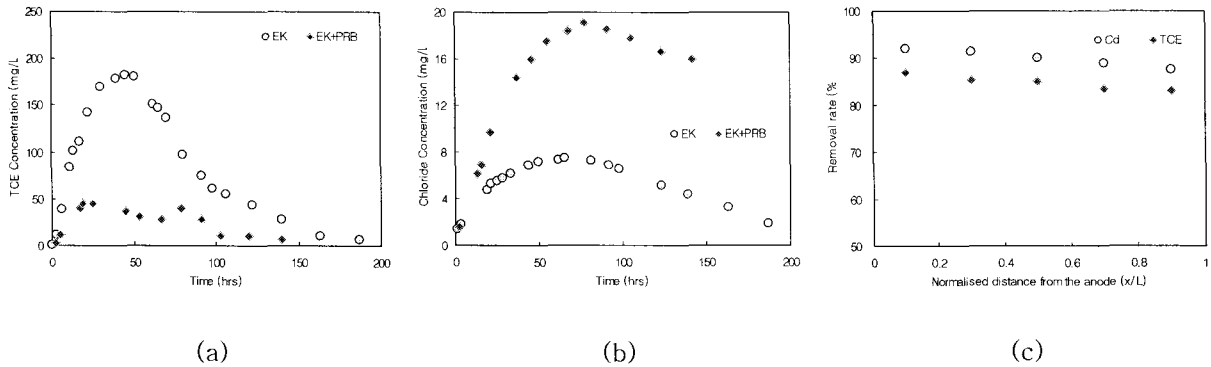 250
200
150
100
50
0
TCE Concentration (mg/L)
EK EK+PRB
0 50 100 150 200
Time (hrs)
(a)
20
16
12
8
4
0
Chloride Concentration (mg/L)
EK EK+PRB
0 50 100 150 200
Time (hrs)
(b)
100
90
80
70
60
50
Removal rate (%
Cd TCE
0 0.2 0.4 0.6 0.8 1
Normalised distance from the anode (x/L)
(c)